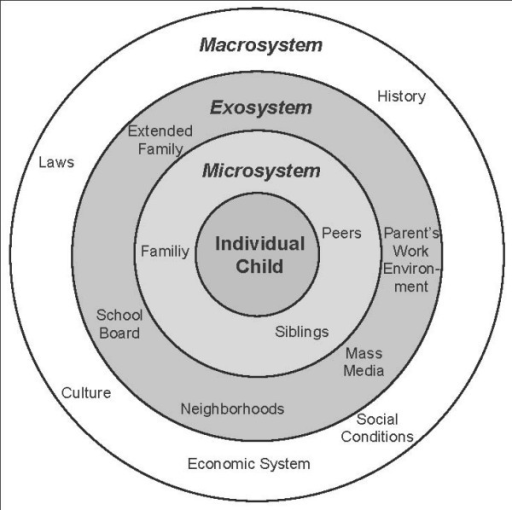 Macrosystem
History
Exosystem
Extended
Family
Laws
Microsystem
Individual
Child
Peers
Familiy
Parent's
Work
Environ-
ment
School
Board
Siblings
Mass
Media
Culture
Neighborhoods
Social
Conditions
Economic System